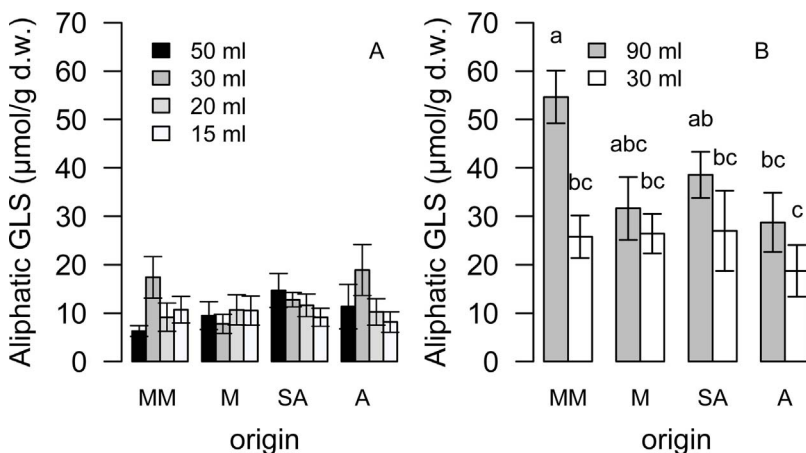 Aliphatic GLS (μmol/g d.w.)
70
60
50
40
30
20
10
0
50 ml
30 ml
20 ml
15 ml
A
MM M SA A
origin
Aliphatic GLS (μmol/g d.w.)
70
60
50
40
30
20
10
0
90 ml
30 ml
B
a
bc
abc
bc
ab
bc
bc
c
MM M SA A
origin